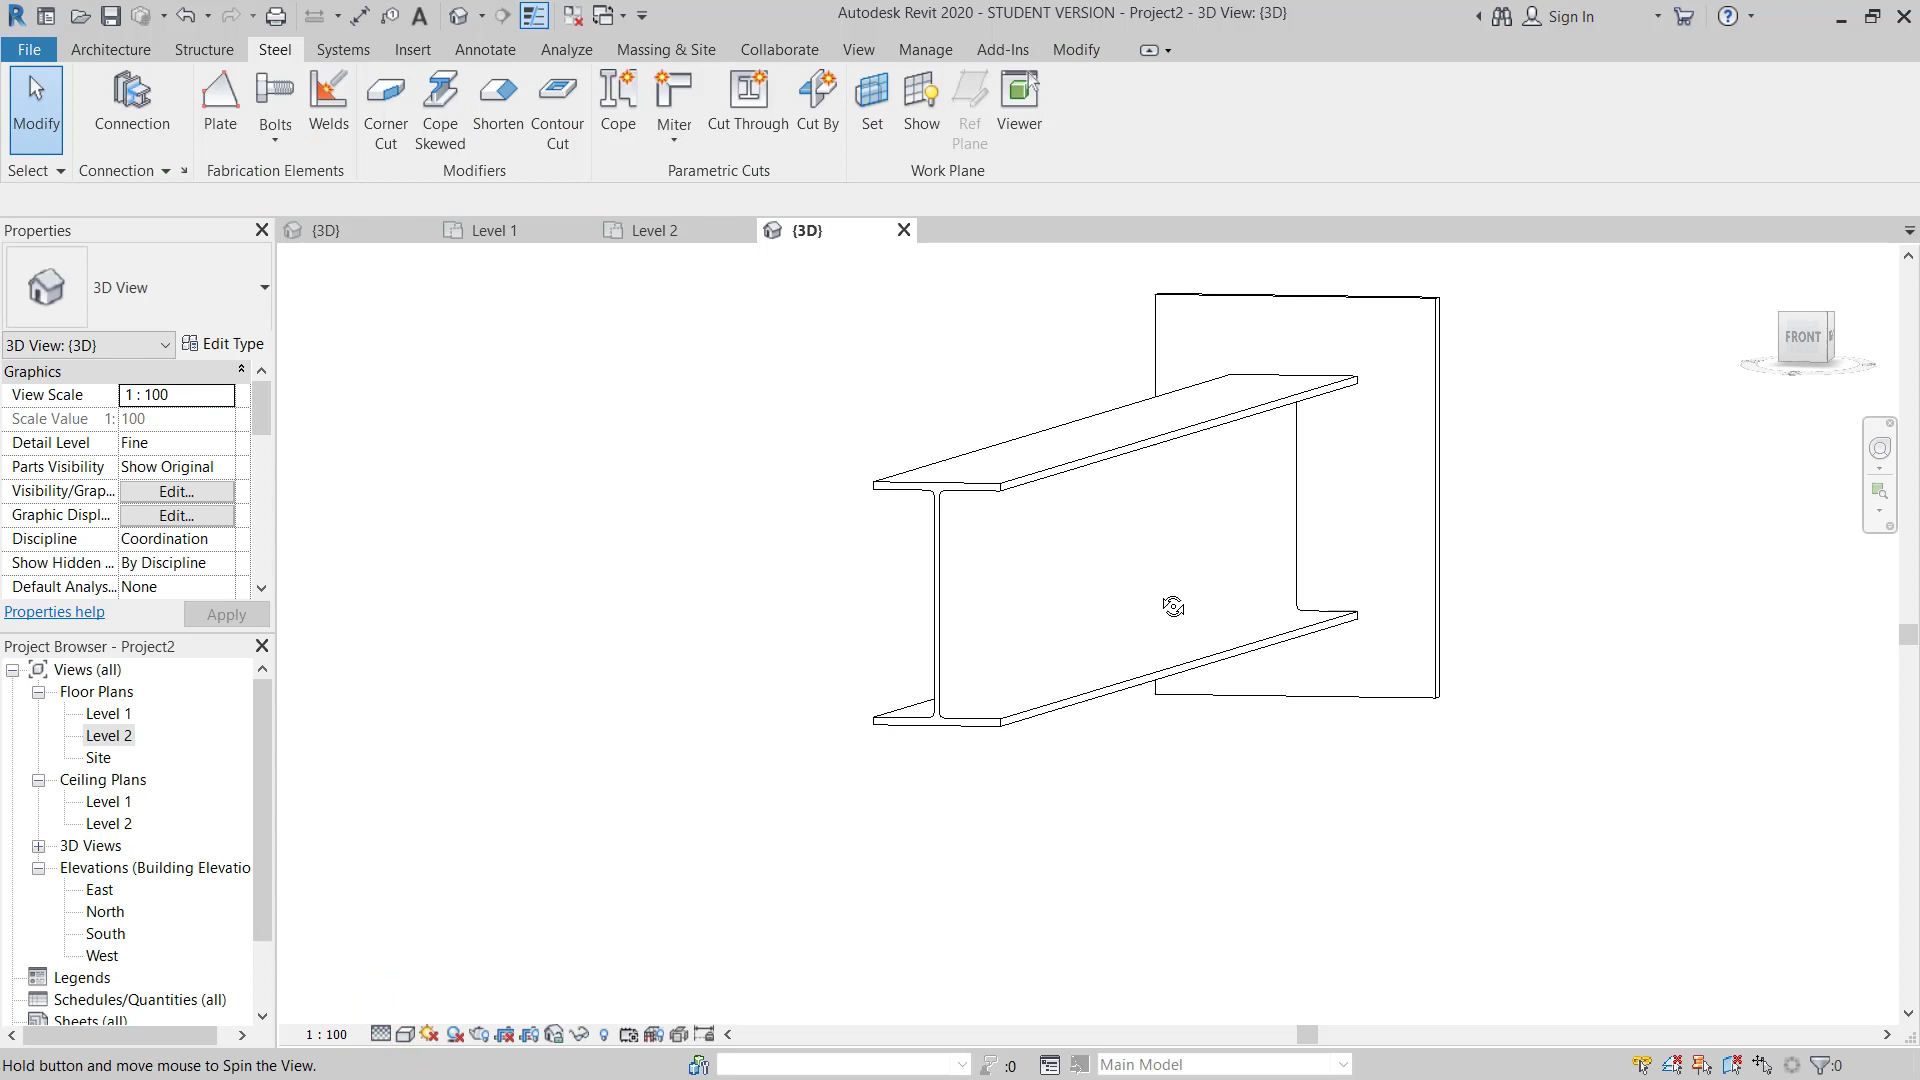 Autodesk Revit 2020 - STUDENT VERSION - Project2 - 3D View: {3D}
Sign In
File Architecture Structure Steel Systems Insert Annotate Analyze Massing & Site Collaborate View Manage Add-Ins Modify
Modify
Connection
Plate
Bolts
Welds
Corner Cut
Cope Skewed
Shorten
Contour Cut
Cope
Miter
Cut Through
Cut By
Set
Show
Ref Plane
Viewer
Select
Connection
Fabrication Elements
Modifiers
Parametric Cuts
Work Plane
Properties
{3D}
Level 1
Level 2
{3D}
3D View
3D View: {3D}
Edit Type
Graphics
View Scale 1 : 100
Scale Value 1: 100
Detail Level Fine
Parts Visibility Show Original
Visibility/Grap... Edit...
Graphic Displ... Edit...
Discipline Coordination
Show Hidden ... By Discipline
Default Analys... None
Properties help
Apply
Project Browser - Project2
Views (all)
Floor Plans
Level 1
Level 2
Site
Ceiling Plans
Level 1
Level 2
3D Views
Elevations (Building Elevatio
East
North
South
West
Legends
Schedules/Quantities (all)
Sheets (all)
FRONT
1 : 100
Hold button and move mouse to Spin the View.
:0
Main Model
:0